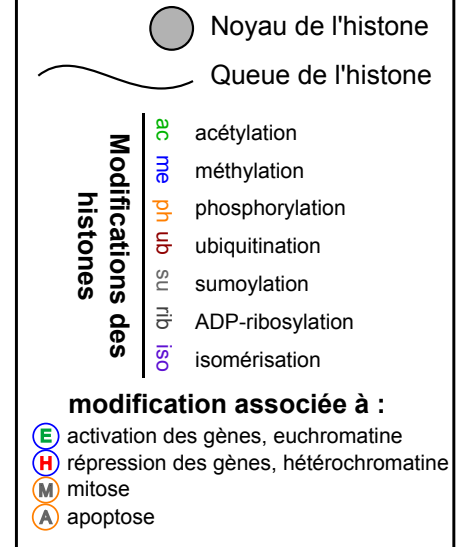 Noyau de l'histone
Queue de l'histone
Modifications des
histones
ac acétylation
me méthylation
ph phosphorylation
ub ubiquitination
su sumoylation
rib ADP-ribosylation
iso isomérisation
modification associée à :
E activation des gènes, euchromatine
H répression des gènes, hétérochromatine
M mitose
A apoptose